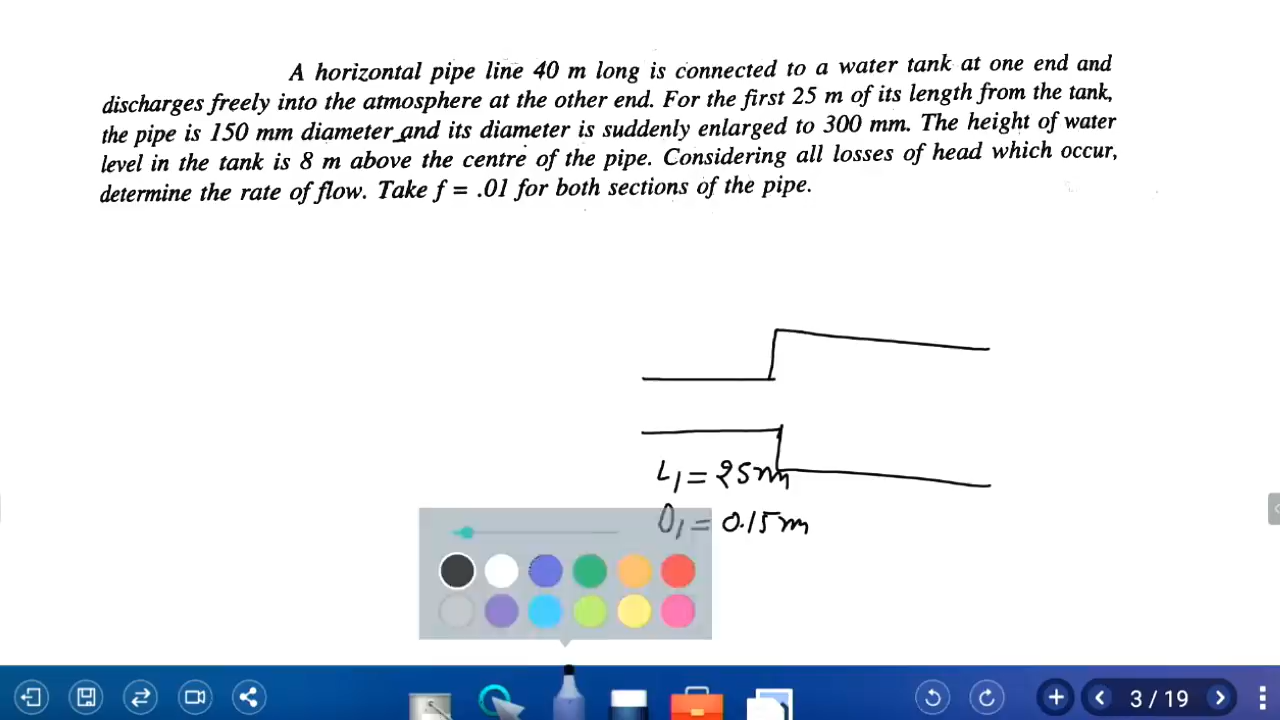 A horizontal pipe line 40 m long is connected to a water tank at one end and
discharges freely into the atmosphere at the other end. For the first 25 m of its length from the tank,
the pipe is 150 mm diameter and its diameter is suddenly enlarged to 300 mm. The height of water
level in the tank is 8 m above the centre of the pipe. Considering all losses of head which occur,
determine the rate of flow. Take f = .01 for both sections of the pipe.
L1 = 25m
D1 = 0.15m
3 / 19